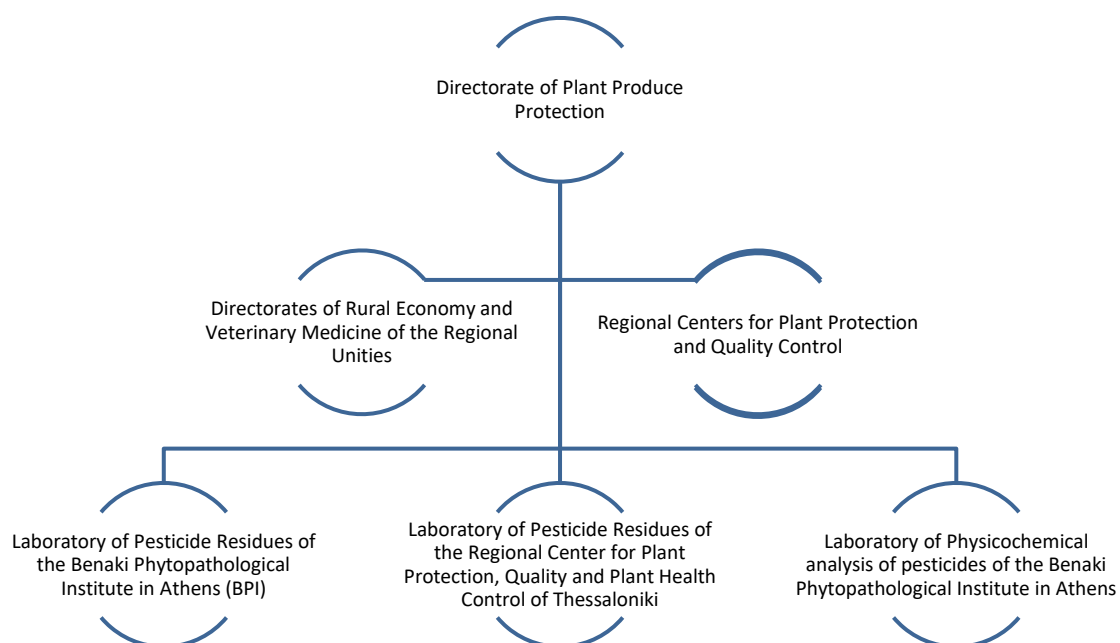 Directorate of Plant Produce
Protection
Directorates of Rural Economy and
Veterinary Medicine of the Regional
Unities
Regional Centers for Plant Protection
and Quality Control
Laboratory of Pesticide Residues of
the Benaki Phytopathological
Institute in Athens (BPI)
Laboratory of Pesticide Residues of
the Regional Center for Plant
Protection, Quality and Plant Health
Control of Thessaloniki
Laboratory of Physicochemical
analysis of pesticides of the Benaki
Phytopathological Institute in Athens